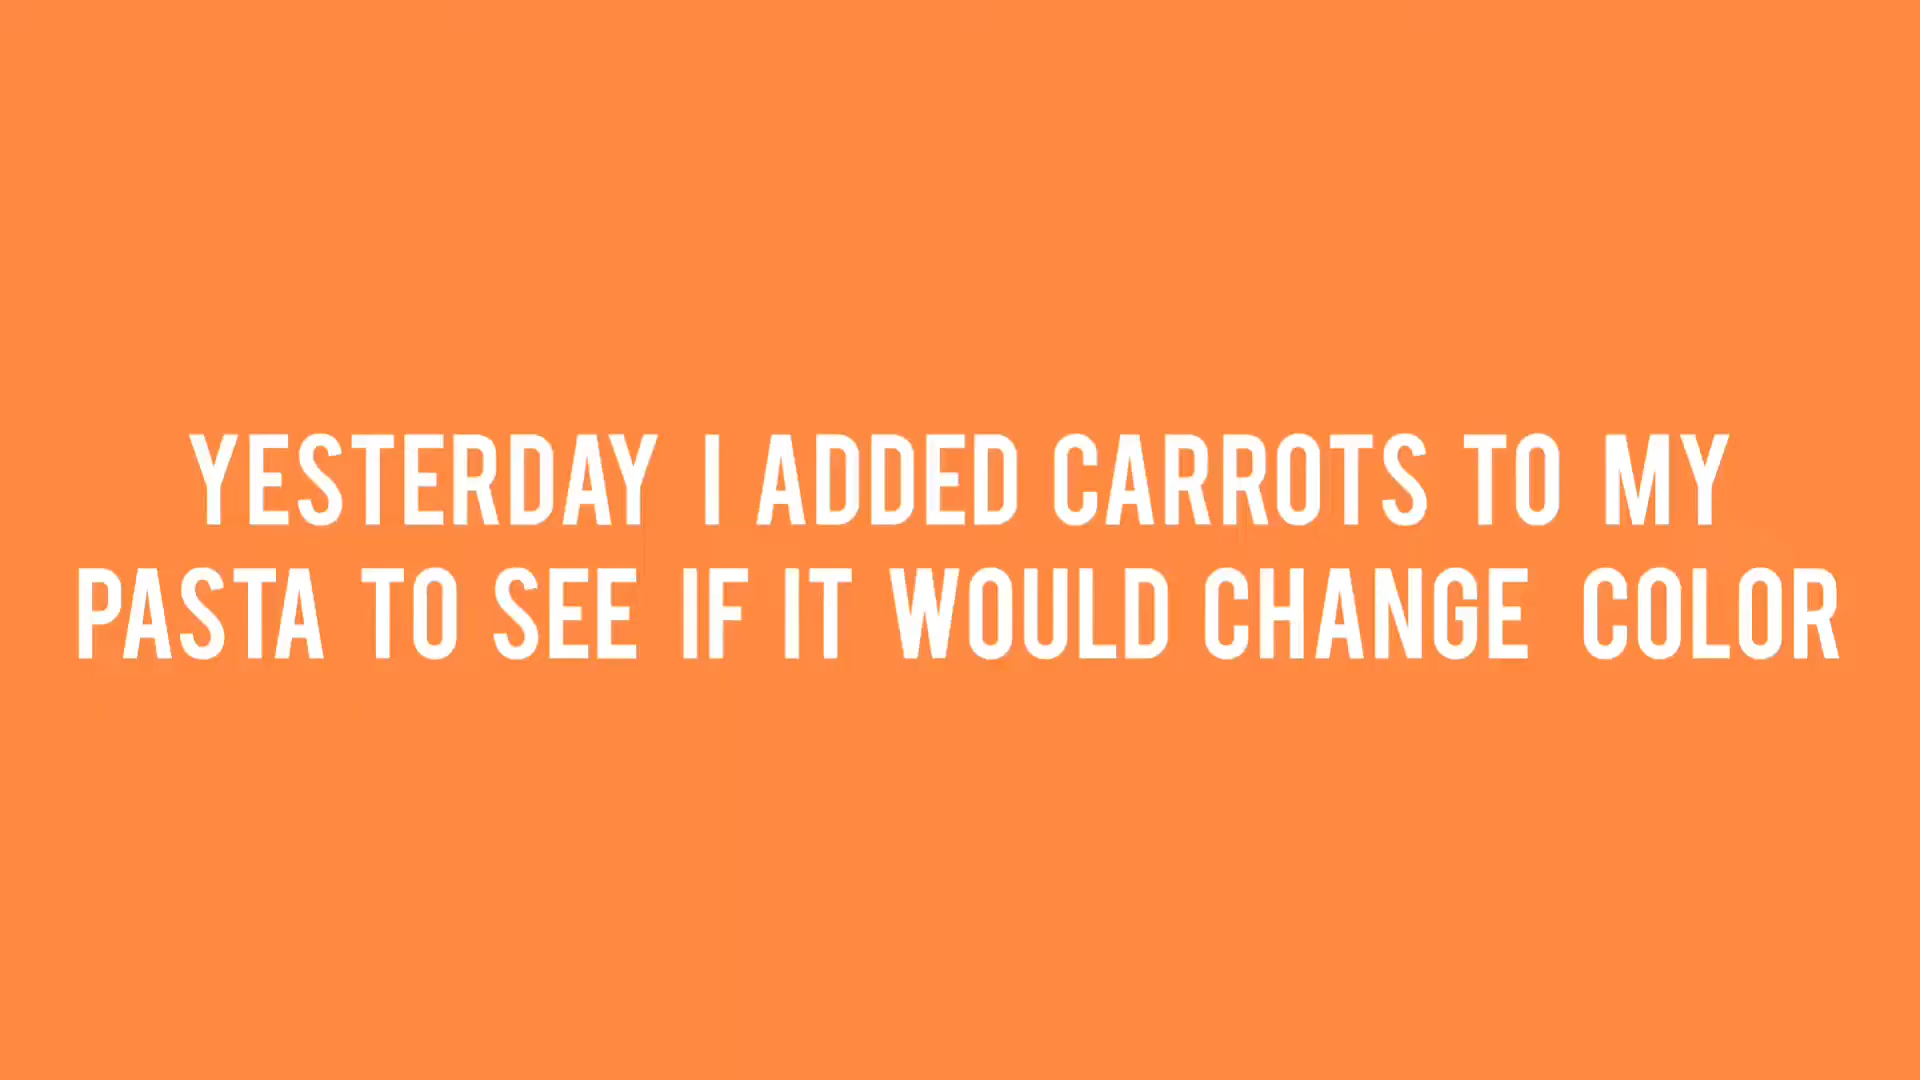 YESTERDAY I ADDED CARROTS TO MY
PASTA TO SEE IF IT WOULD CHANGE COLOR